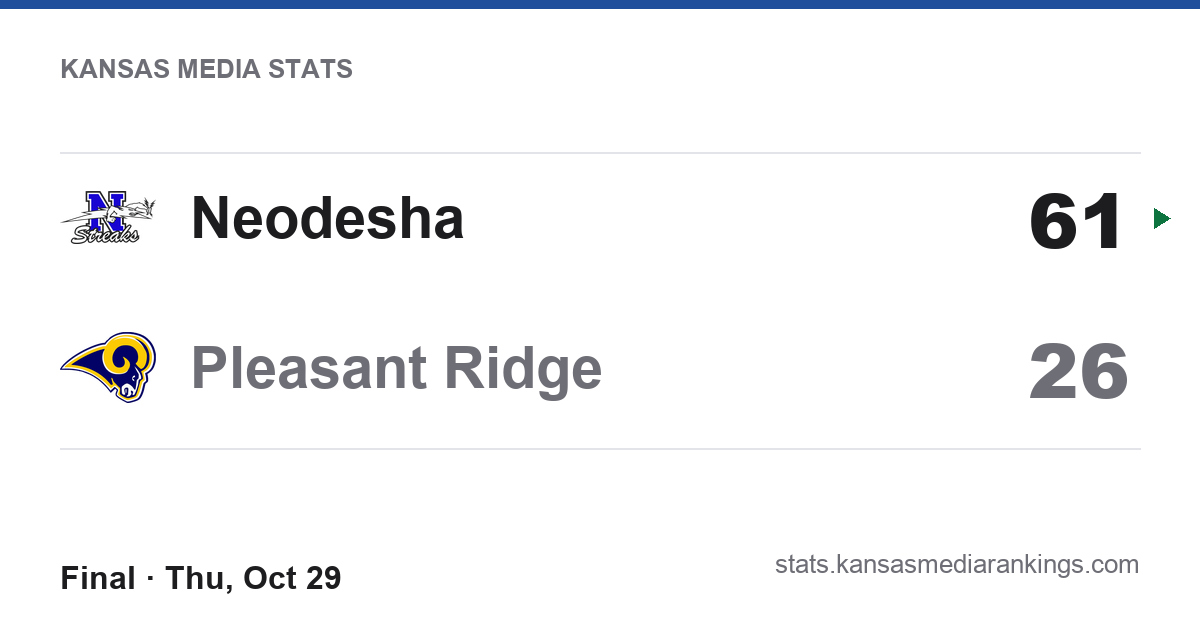 KANSAS MEDIA STATS
N
Streaks
Neodesha
61
Pleasant Ridge
26
Final · Thu, Oct 29
stats.kansasmediarankings.com